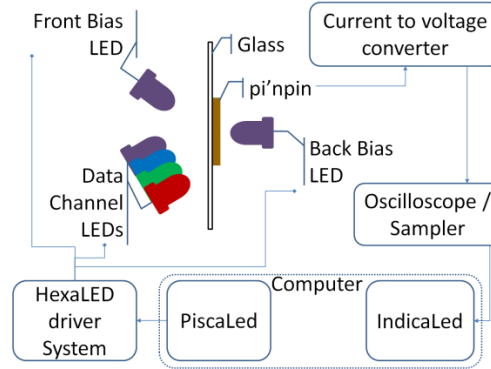 Front Bias
LED
Glass
Current to voltage
converter
pi'npin
Back Bias
LED
Data
Channel
LEDs
Oscilloscope /
Sampler
Computer
HexaLED
driver
System
PiscaLed
IndicaLed